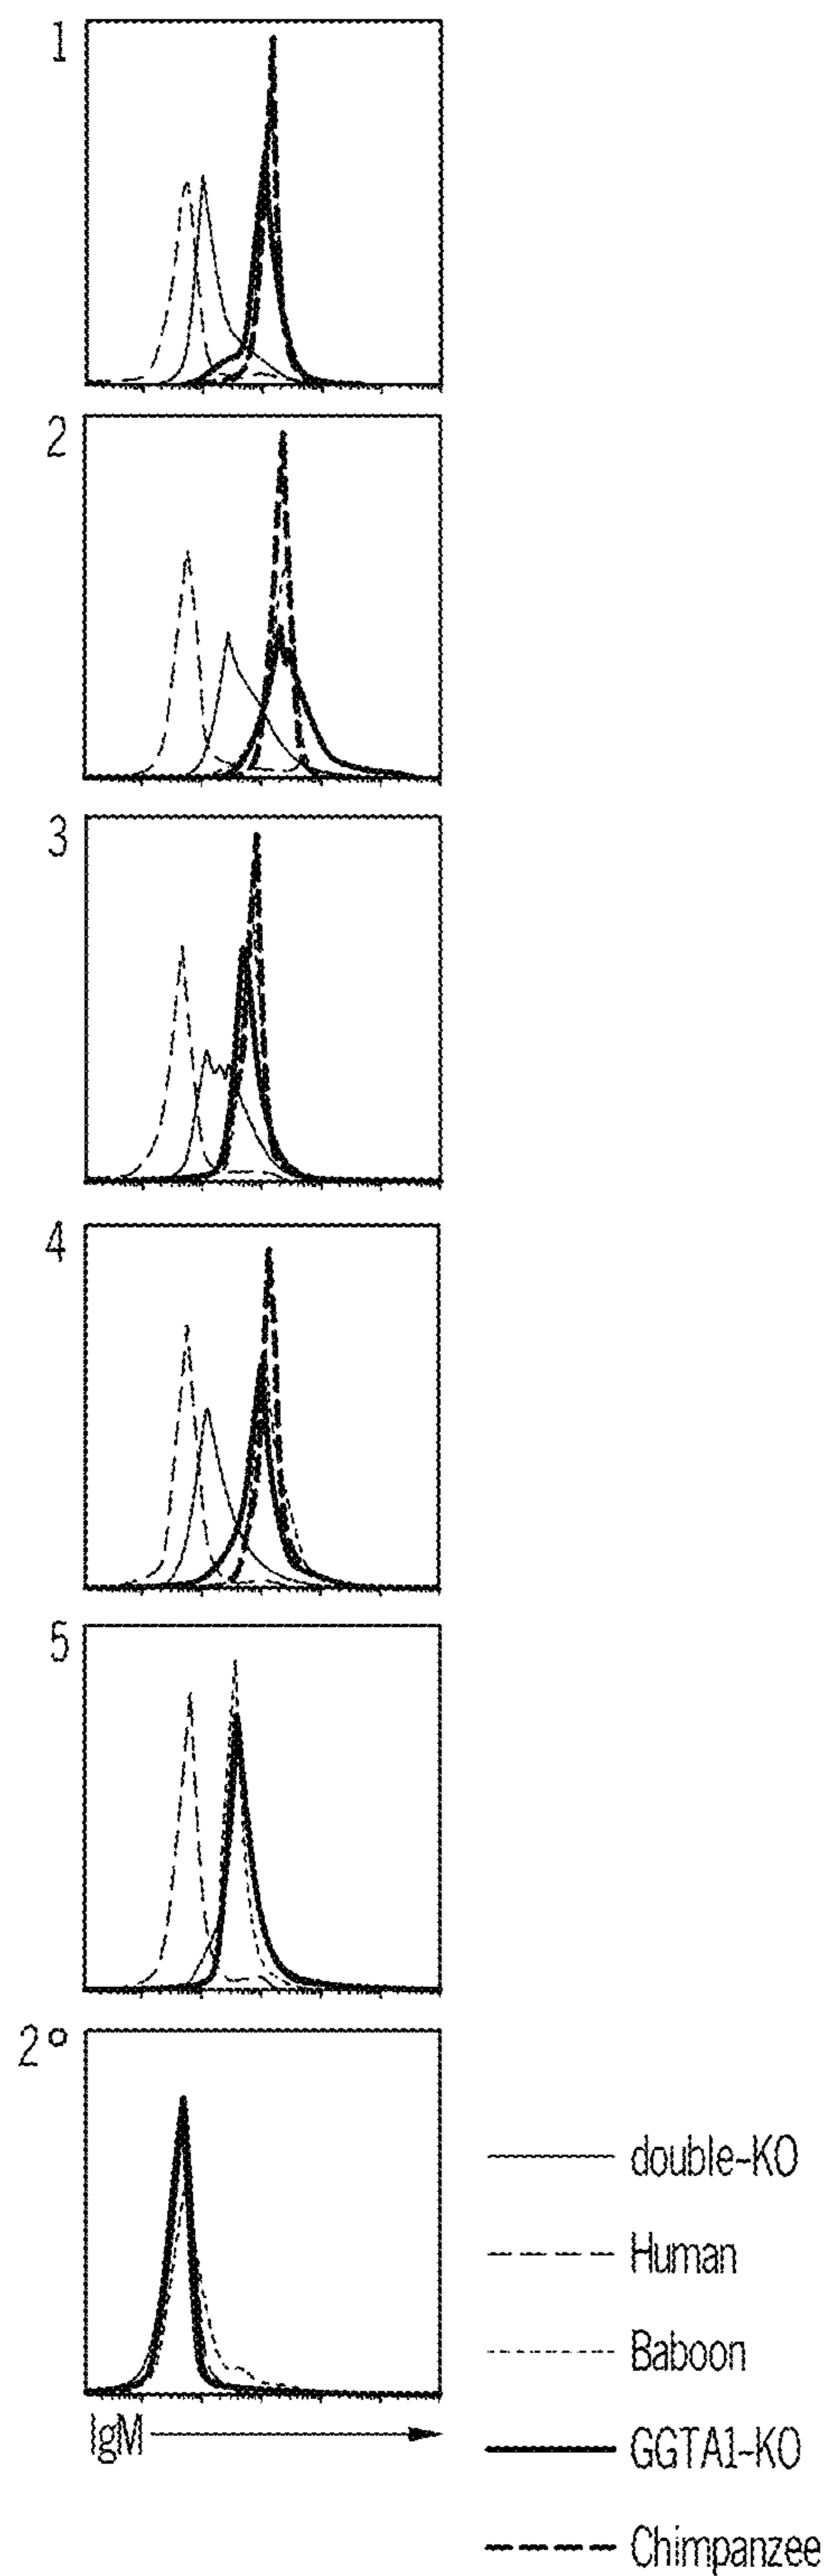 1
2
3
4
5
2°
IgM
double-KO
Human
Baboon
GGTA1-KO
Chimpanzee